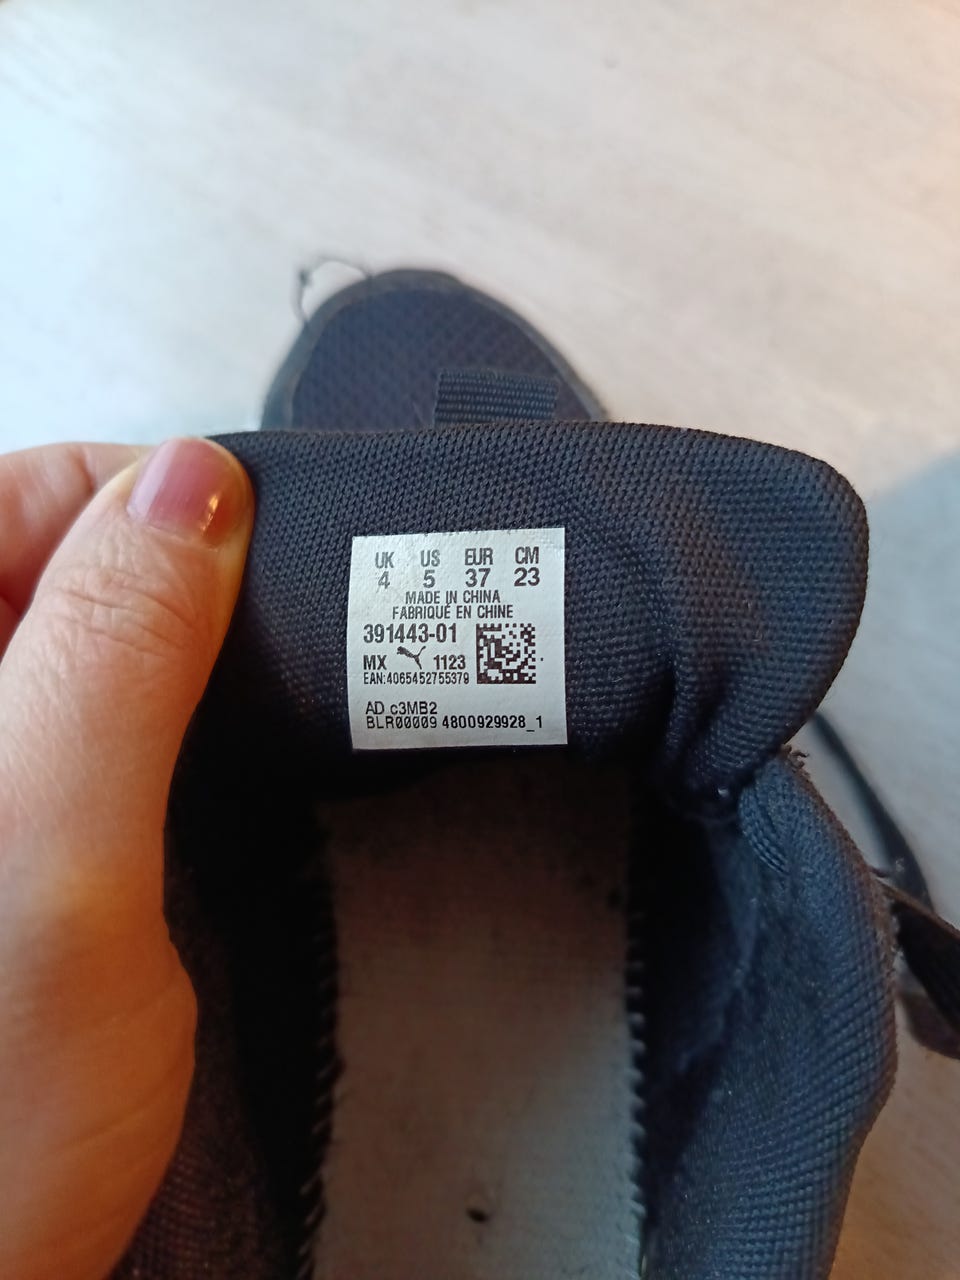 UK US EUR CM
4 5 37 23
MADE IN CHINA
FABRIQUÉ EN CHINE
391443-01
MX 1123
EAN:4065452755379
AD c3MB2
BLR00009 4800929928_1